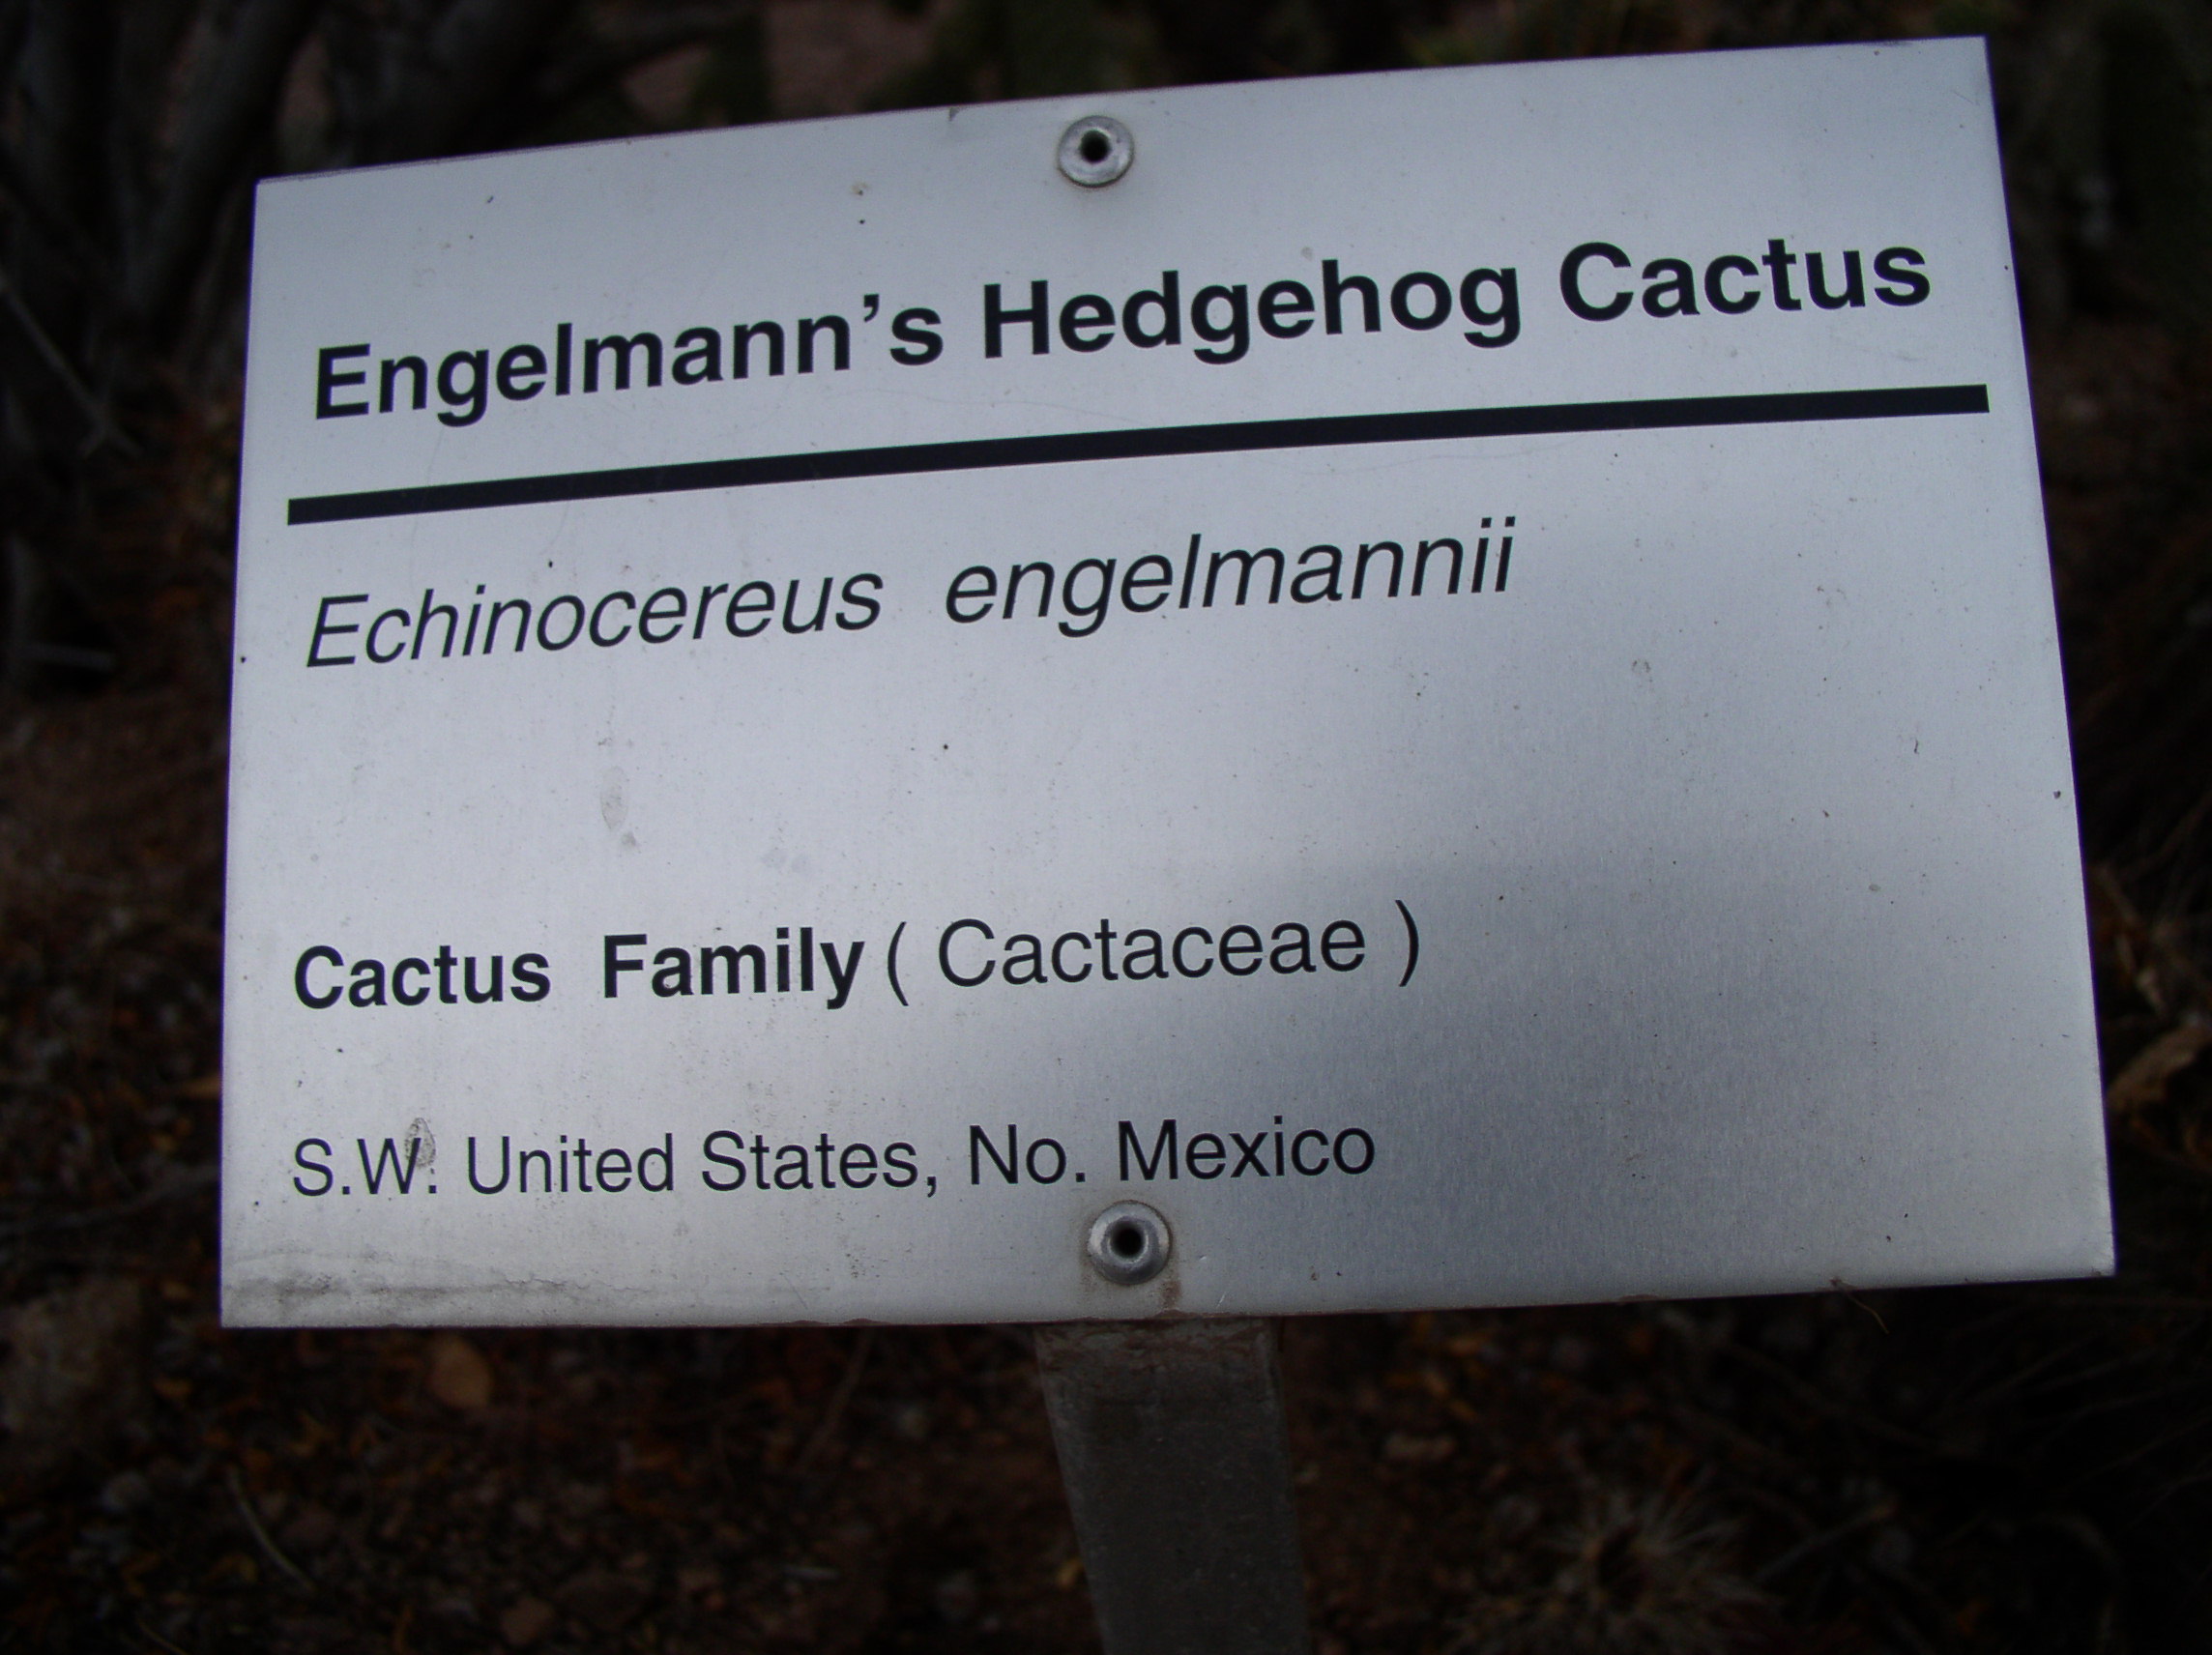 Engelmann's Hedgehog Cactus
Echinocereus engelmannii
Cactus Family ( Cactaceae )
S.W. United States, No. Mexico